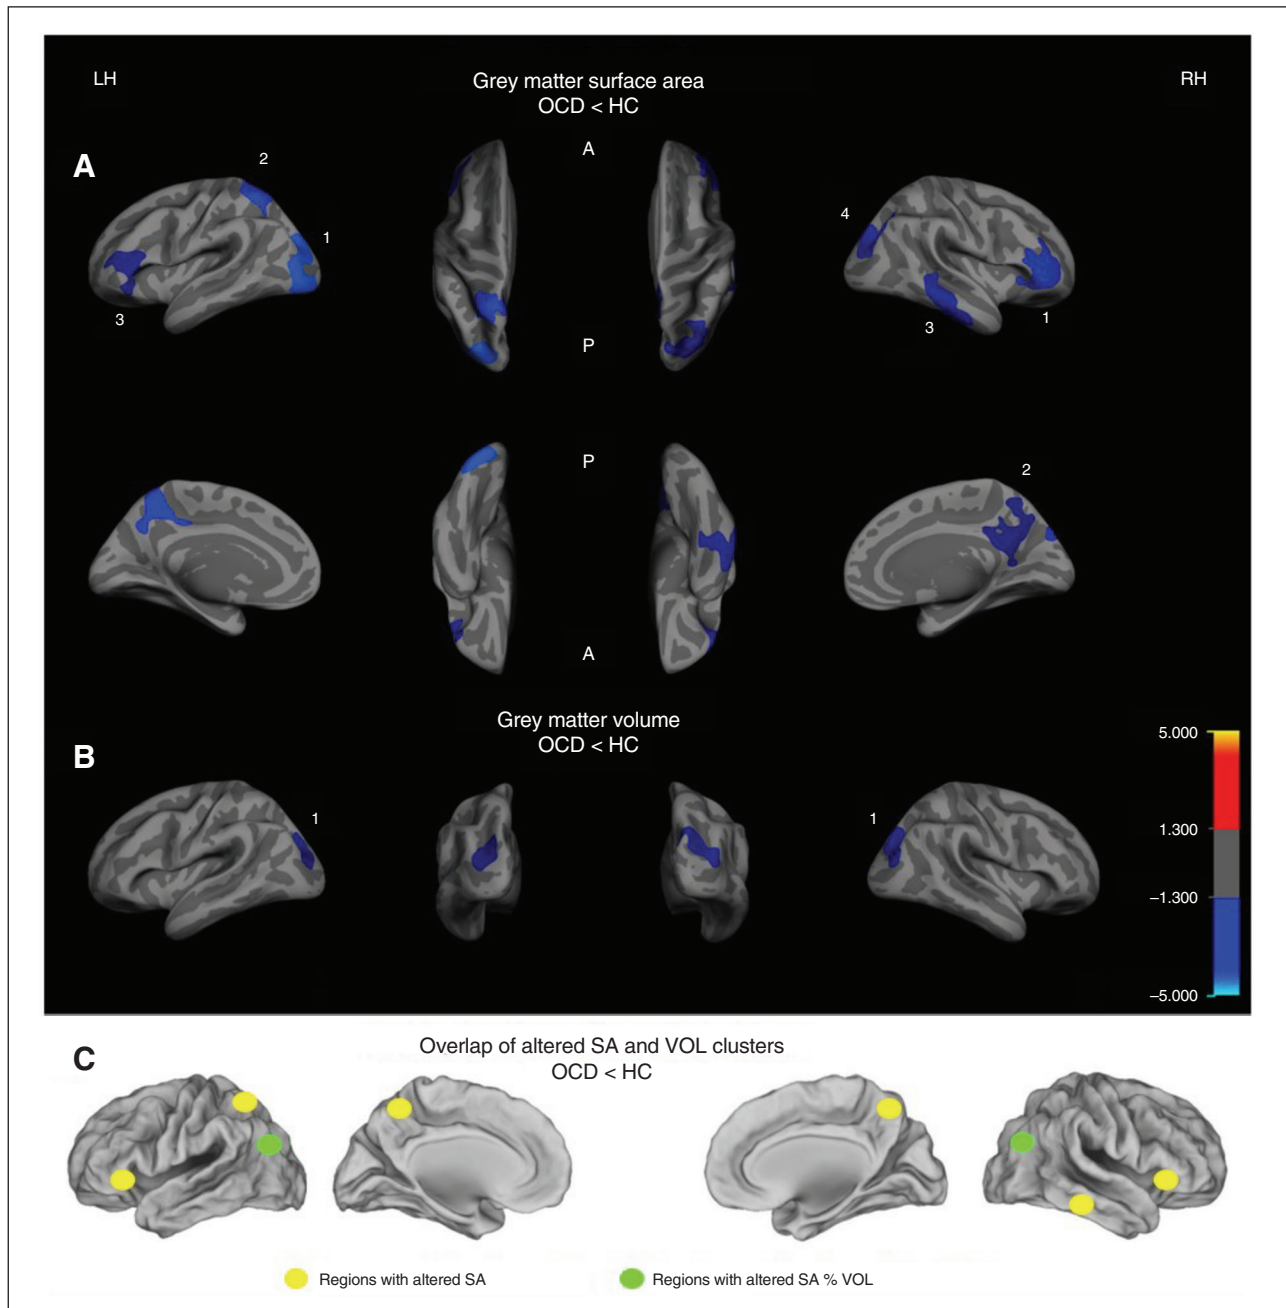 LH
Grey matter surface area
RH
OCD < HC
A
2
A
4
1
3
P
3
1
P
2
A
Grey matter volume
OCD < HC
B
5.000
1
1
1.300
–1.300
–5.000
C
Overlap of altered SA and VOL clusters
OCD < HC
Regions with altered SA
Regions with altered SA % VOL